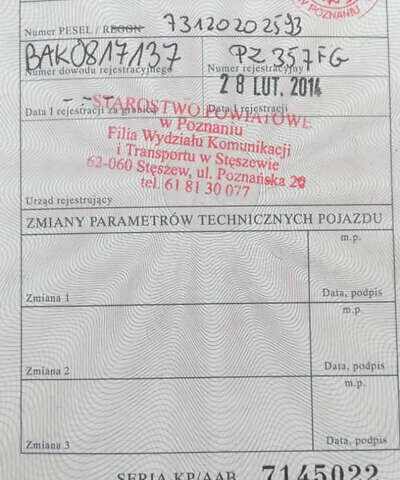 W POZNANIU
Numer PESEL / REGON 73120202593
BAK0817137 PZ 357FG
Numer dowodu rejestracyjnego Numer rejestracyjny
28 LUT. 2014
Data I rejestracji za granicą Data I rejestracji
STAROSTWO POWIATOWE
w Poznaniu
Filia Wydziału Komunikacji
i Transportu w Stęszewie
62-060 Stęszew, ul. Poznańska 20
tel. 61 81 30 077
Urząd rejestrujący
ZMIANY PARAMETRÓW TECHNICZNYCH POJAZDU
m.p.
Zmiana 1 Data, podpis
m.p.
Zmiana 2 Data, podpis
m.p.
Zmiana 3 Data, podpis
SERIA KP/AAB 7145022